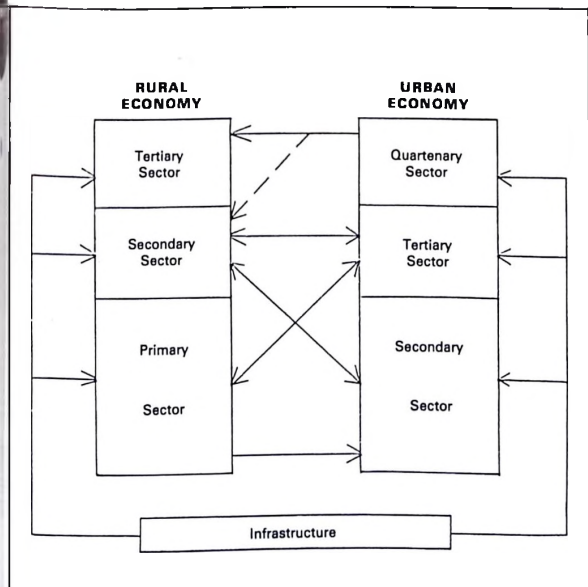 RURAL
ECONOMY
URBAN
ECONOMY
Tertiary
Sector
Secondary
Sector
Primary
Sector
Quartenary
Sector
Tertiary
Sector
Secondary
Sector
Infrastructure